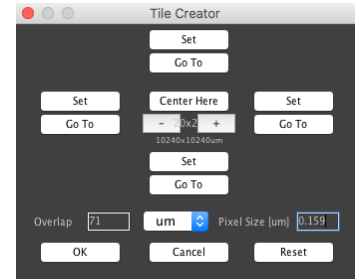 Tile Creator
Set
Go To
Set Center Here Set
Go To - + Go To
10240x10240um
Set
Go To
Overlap 71 um Pixel Size [um] 0.159
OK Cancel Reset